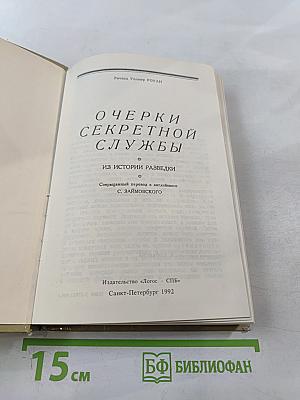 Ричард Уилмер РОУАН
ОЧЕРКИ
СЕКРЕТНОЙ
СЛУЖБЫ
ИЗ ИСТОРИИ РАЗВЕДКИ
Сокращенный перевод с английского
С. ЗАЙМОВСКОГО
Издательство «Логос - СПб»
Санкт-Петербург 1992
15 см
БФ БИБЛИОФАН